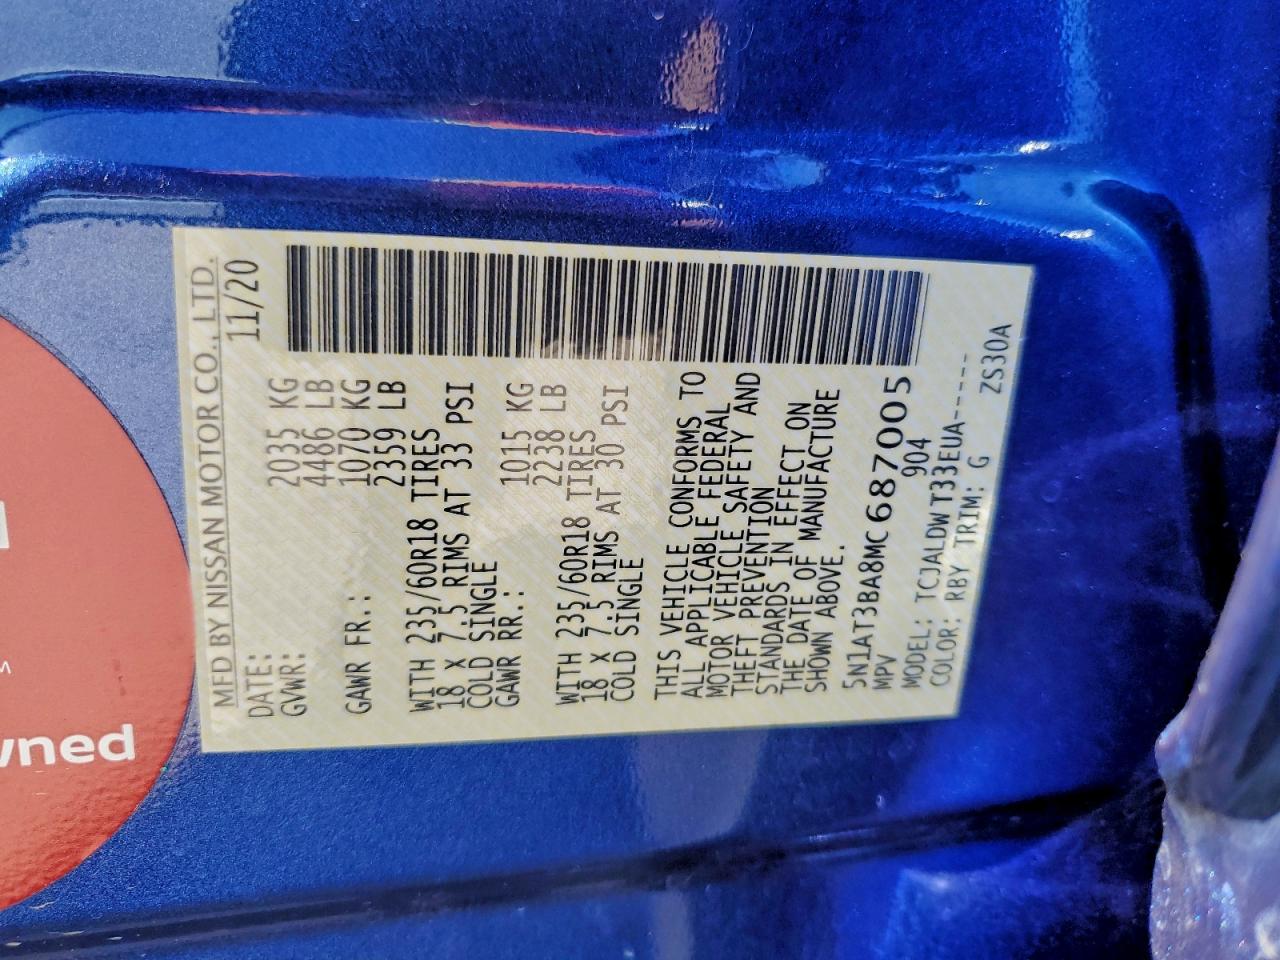 MFD BY NISSAN MOTOR CO., LTD.
DATE: 11/20
GVWR: 2035 KG
4486 LB
GAWR FR.: 1070 KG
2359 LB
WITH 235/60R18 TIRES
18 X 7.5 RIMS AT 33 PSI
COLD SINGLE
GAWR RR.: 1015 KG
2238 LB
WITH 235/60R18 TIRES
18 X 7.5 RIMS AT 30 PSI
COLD SINGLE
THIS VEHICLE CONFORMS TO
ALL APPLICABLE FEDERAL
MOTOR VEHICLE SAFETY AND
THEFT PREVENTION
STANDARDS IN EFFECT ON
THE DATE OF MANUFACTURE
SHOWN ABOVE.
5N1AT3BA8MC687005
MPV 904
MODEL: TCJALDWT33EUA-----
COLOR: RBY TRIM: G ZS30A